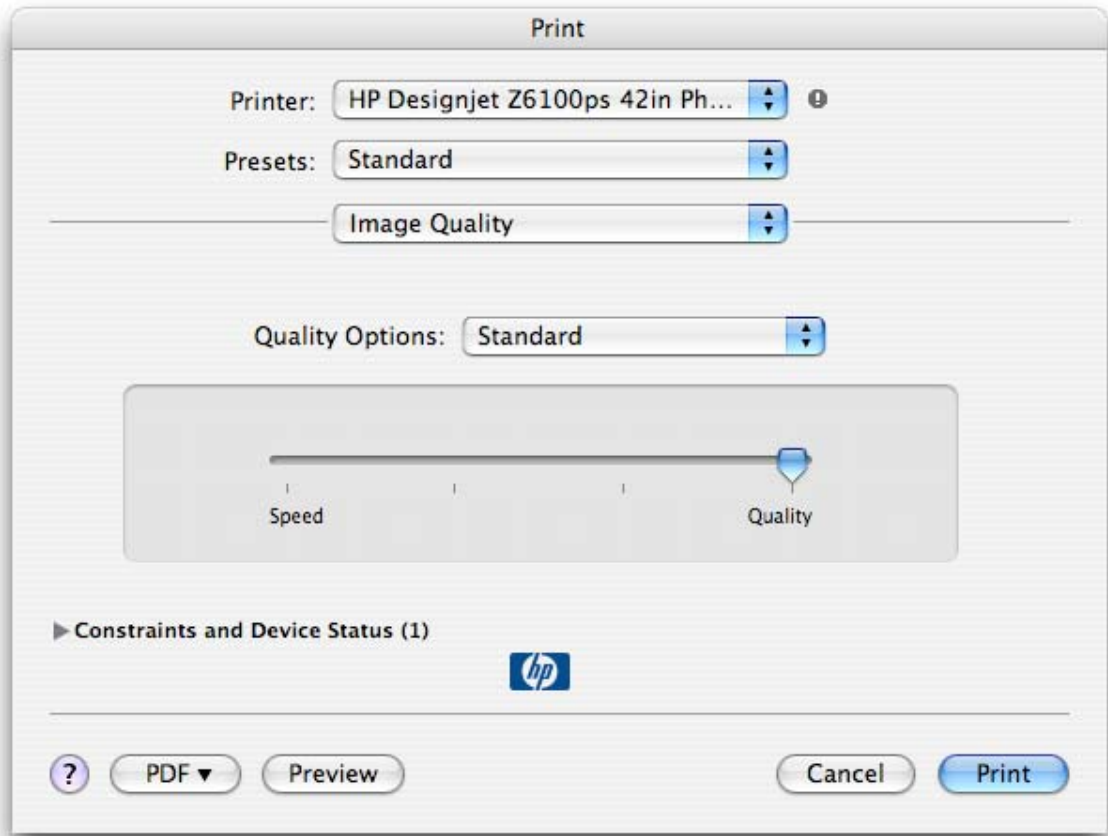 Print
Printer: HP Designjet Z6100ps 42in Ph...
Presets: Standard
Image Quality
Quality Options: Standard
Speed Quality
Constraints and Device Status (1)
hp
? PDF ▼ Preview Cancel Print